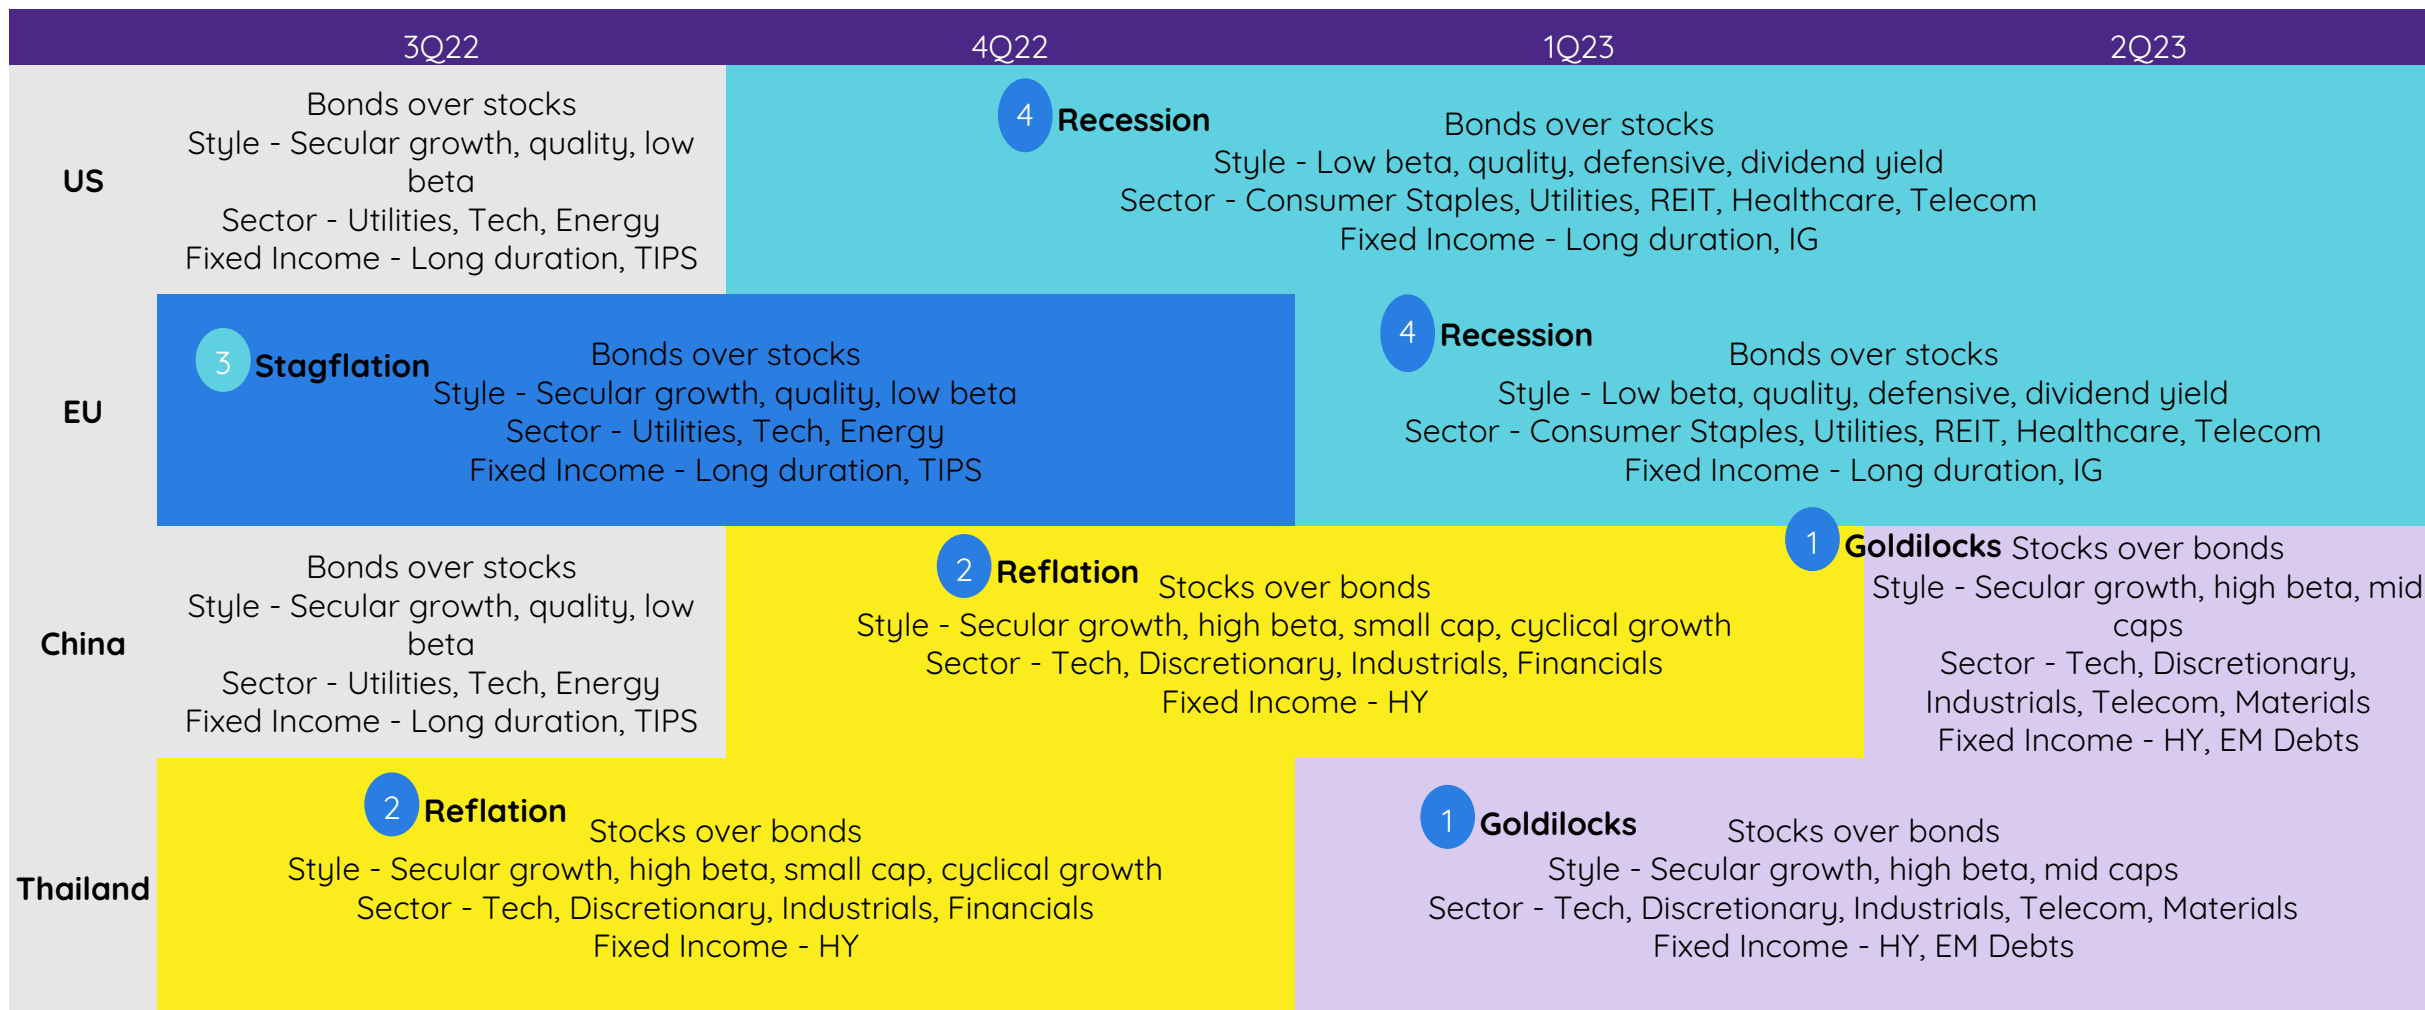 3Q22 4Q22 1Q23 2Q23
US
Bonds over stocks
Style - Secular growth, quality, low
beta
Sector - Utilities, Tech, Energy
Fixed Income - Long duration, TIPS
4 Recession
Bonds over stocks
Style - Low beta, quality, defensive, dividend yield
Sector - Consumer Staples, Utilities, REIT, Healthcare, Telecom
Fixed Income - Long duration, IG
EU
3 Stagflation
Bonds over stocks
Style - Secular growth, quality, low beta
Sector - Utilities, Tech, Energy
Fixed Income - Long duration, TIPS
4 Recession
Bonds over stocks
Style - Low beta, quality, defensive, dividend yield
Sector - Consumer Staples, Utilities, REIT, Healthcare, Telecom
Fixed Income - Long duration, IG
China
Bonds over stocks
Style - Secular growth, quality, low
beta
Sector - Utilities, Tech, Energy
Fixed Income - Long duration, TIPS
2 Reflation
Stocks over bonds
Style - Secular growth, high beta, small cap, cyclical growth
Sector - Tech, Discretionary, Industrials, Financials
Fixed Income - HY
1 Goldilocks
Stocks over bonds
Style - Secular growth, high beta, mid
caps
Sector - Tech, Discretionary,
Industrials, Telecom, Materials
Fixed Income - HY, EM Debts
Thailand
2 Reflation
Stocks over bonds
Style - Secular growth, high beta, small cap, cyclical growth
Sector - Tech, Discretionary, Industrials, Financials
Fixed Income - HY
1 Goldilocks
Stocks over bonds
Style - Secular growth, high beta, mid caps
Sector - Tech, Discretionary, Industrials, Telecom, Materials
Fixed Income - HY, EM Debts